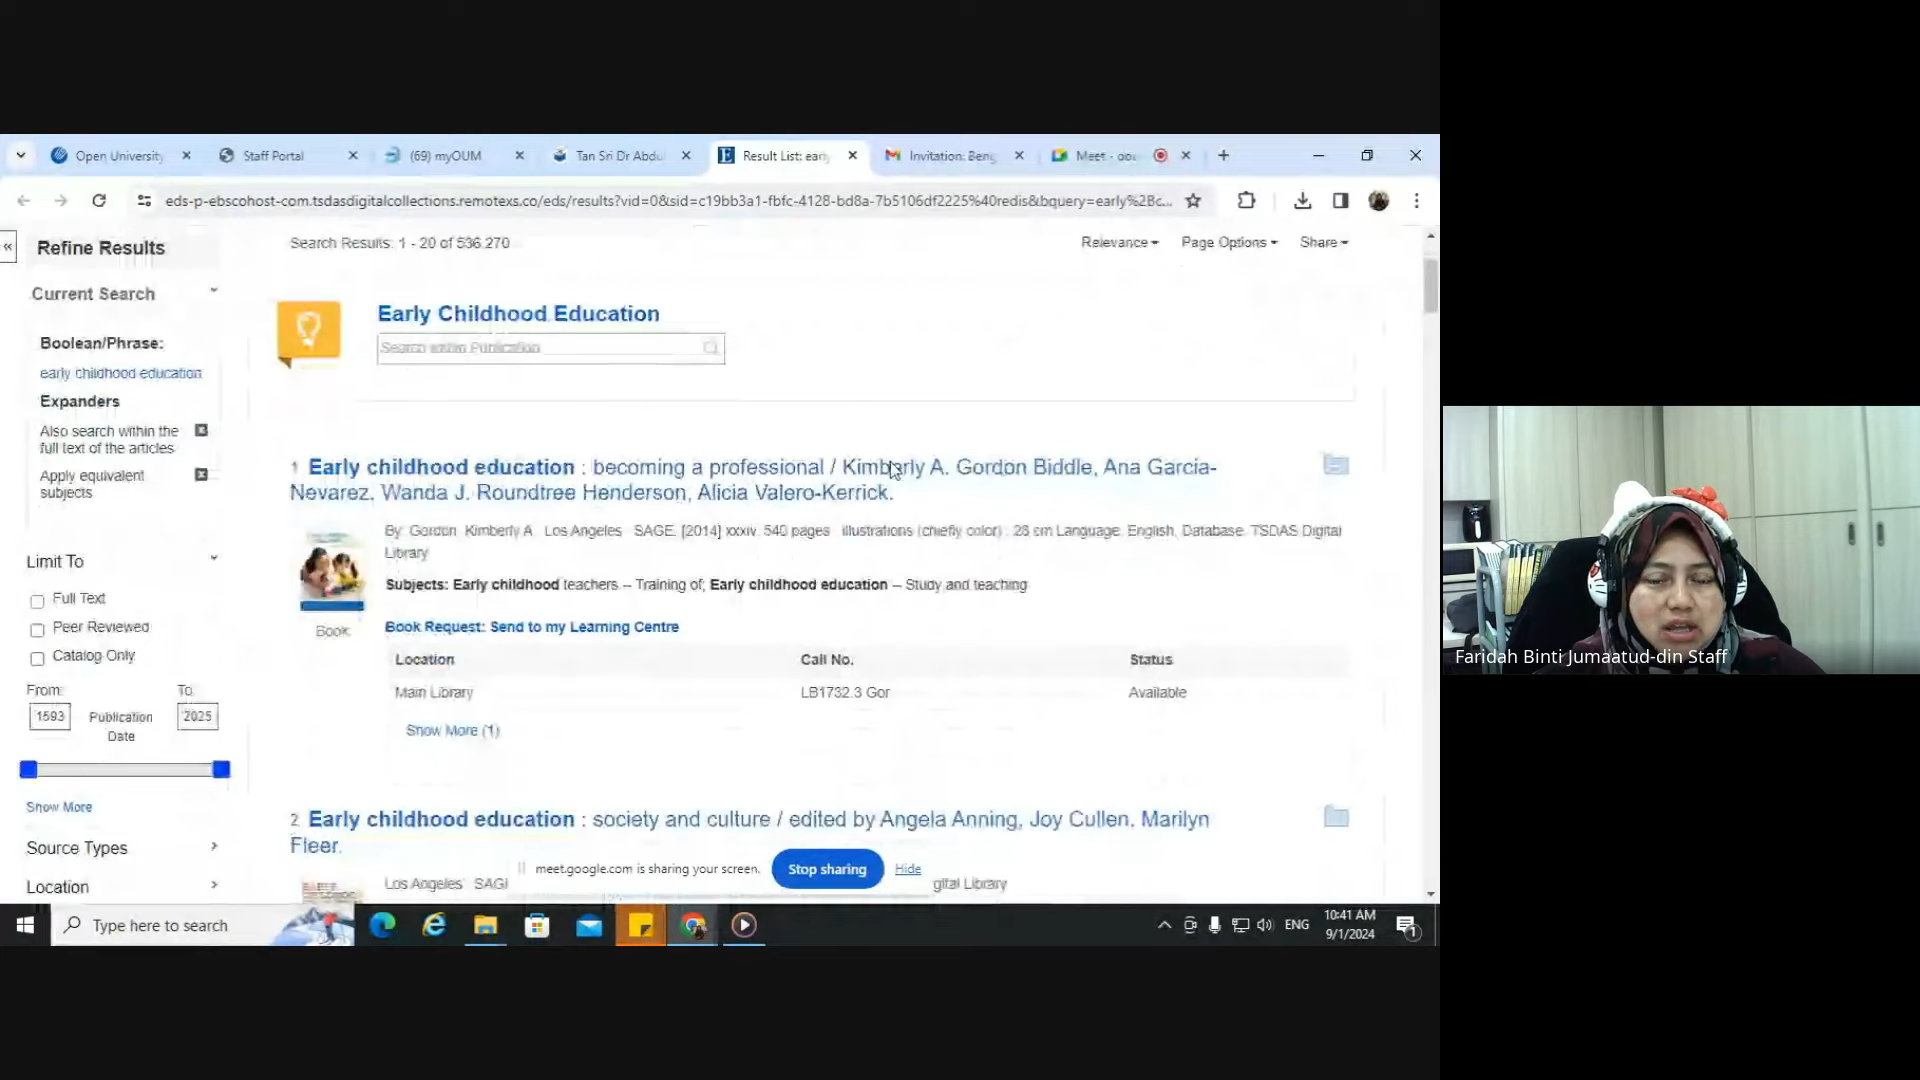 Open University
Staff Portal
(69) myOUM
Tan Sri Dr Abdu
Result List: earl
Invitation: Beng
Meet - oou
eds-p-ebscohost-com.tsdasdigitalcollections.remotexs.co/eds/results?vid=0&sid=c19bb3a1-fbfc-4128-bd8a-7b5106df2225%40redis&bquery=early%2Bc...
Refine Results
Search Results: 1 - 20 of 536,270
Relevance
Page Options
Share
Current Search
Boolean/Phrase:
early childhood education
Expanders
Also search within the
full text of the articles
Apply equivalent
subjects
Limit To
Full Text
Peer Reviewed
Catalog Only
From:
To:
1593
Publication
Date
2025
Show More
Source Types
Location
Early Childhood Education
Search within Publication
1. Early childhood education : becoming a professional / Kimberly A. Gordon Biddle, Ana Garcia-
Nevarez, Wanda J. Roundtree Henderson, Alicia Valero-Kerrick.
By: Gordon, Kimberly A. Los Angeles : SAGE, [2014] xxxiv, 540 pages : illustrations (chiefly color) ; 28 cm Language: English, Database: TSDAS Digital
Library
Subjects: Early childhood teachers -- Training of; Early childhood education -- Study and teaching
Book
Book Request: Send to my Learning Centre
Location
Call No.
Status
Main Library
LB1732.3 Gor
Available
Show More (1)
2. Early childhood education : society and culture / edited by Angela Anning, Joy Cullen, Marilyn
Fleer.
Los Angeles : SAGE
gital Library
meet.google.com is sharing your screen.
Stop sharing
Hide
Type here to search
ENG
10:41 AM
9/1/2024
1
Faridah Binti Jumaatud-din Staff